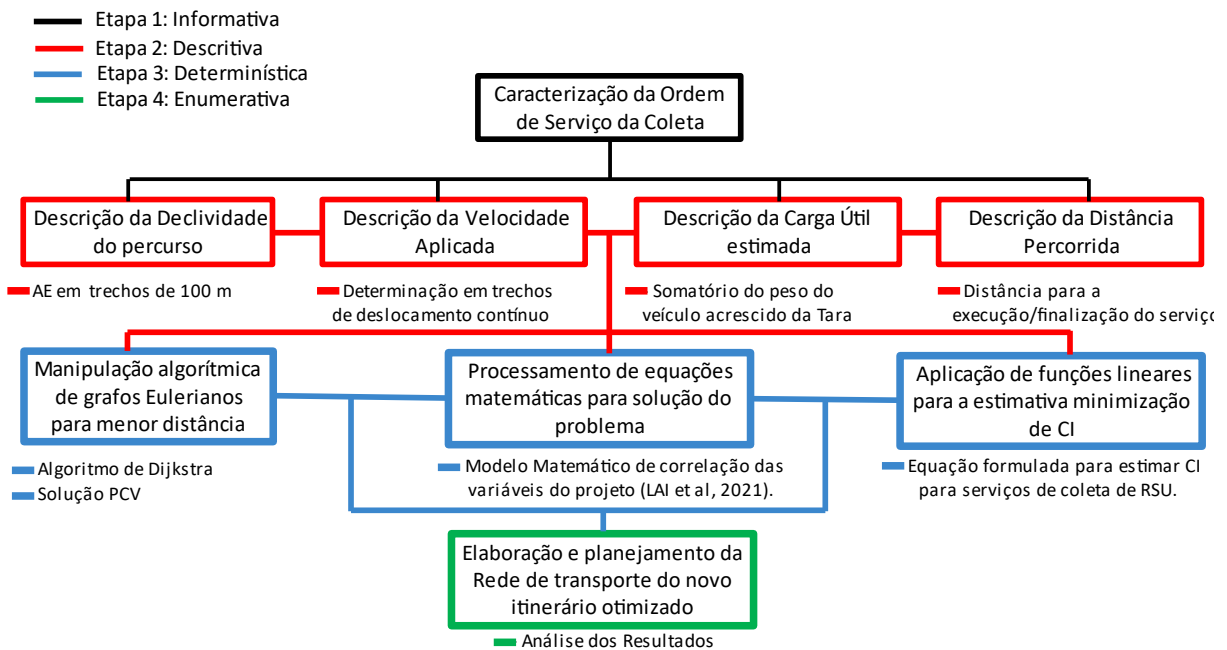 Etapa 1: Informativa
Etapa 2: Descritiva
Etapa 3: Determinística
Etapa 4: Enumerativa
Caracterização da Ordem
de Serviço da Coleta
Descrição da Declividade
do percurso
Descrição da Velocidade
Aplicada
Descrição da Carga Útil
estimada
Descrição da Distância
Percorrida
AE em trechos de 100 m
Determinação em trechos
de deslocamento contínuo
Somatório do peso do
veículo acrescido da Tara
Distância para a
execução/finalização do serviço
Manipulação algorítmica
de grafos Eulerianos
para menor distância
Processamento de equações
matemáticas para solução do
problema
Aplicação de funções lineares
para a estimativa minimização
de CI
Algoritmo de Dijkstra
Solução PCV
Modelo Matemático de correlação das
variáveis do projeto (LAI et al, 2021).
Equação formulada para estimar CI
para serviços de coleta de RSU.
Elaboração e planejamento da
Rede de transporte do novo
itinerário otimizado
Análise dos Resultados